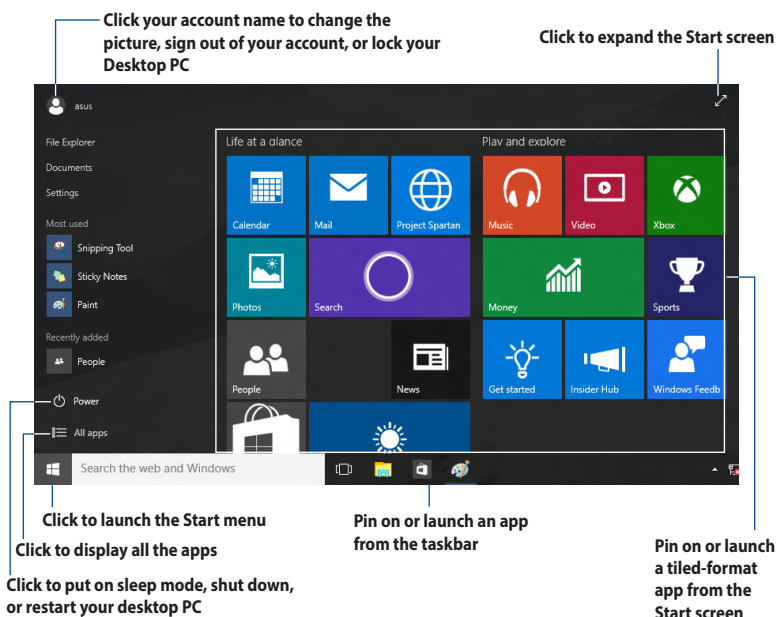 Click your account name to change the
picture, sign out of your account, or lock your
Desktop PC
Click to expand the Start screen
asus
File Explorer
Documents
Settings
Most used
Snipping Tool
Sticky Notes
Paint
Recently added
People
Power
All apps
Life at a glance
Calendar
Mail
Project Spartan
Photos
Search
People
News
Play and explore
Music
Video
Xbox
Money
Sports
Get started
Insider Hub
Windows Feedb
Search the web and Windows
Click to launch the Start menu
Click to display all the apps
Click to put on sleep mode, shut down,
or restart your desktop PC
Pin on or launch an app
from the taskbar
Pin on or launch
a tiled-format
app from the
Start screen